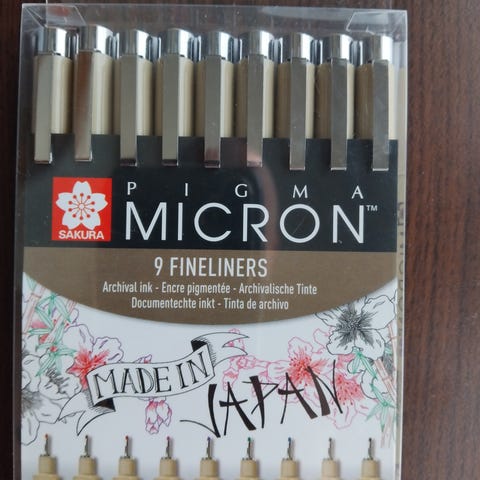 PIGMA
MICRON™
SAKURA
9 FINELINERS
Archival ink - Encre pigmentée - Archivalische Tinte
Documentechte inkt - Tinta de archivo
MADE IN
JAPAN